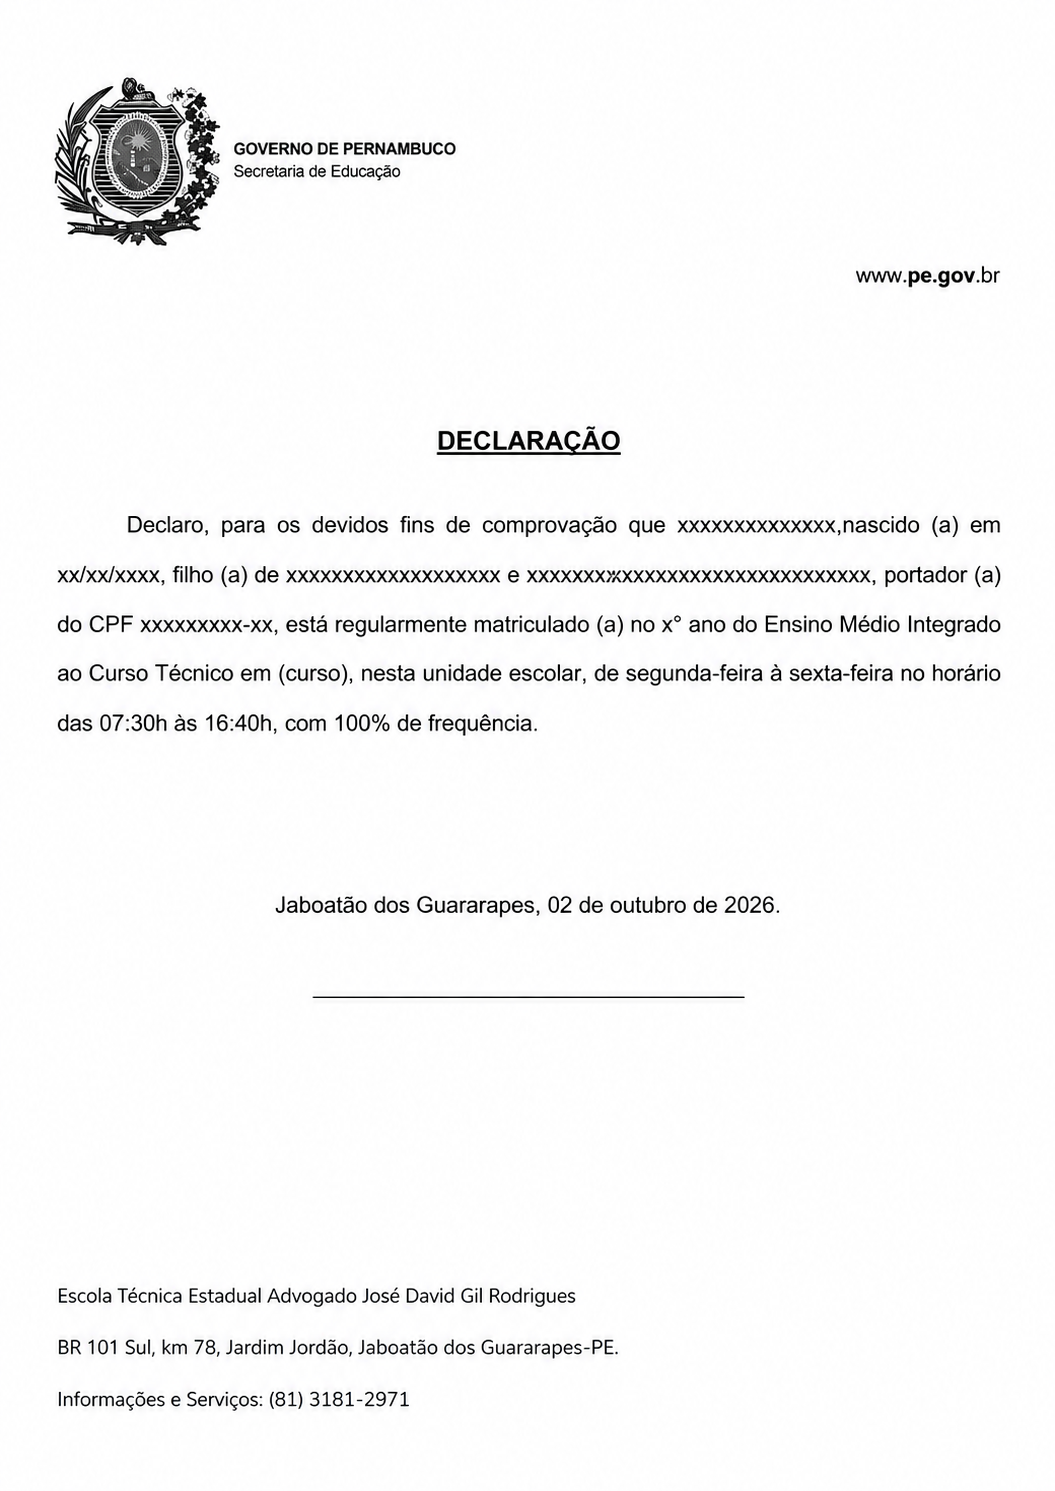 GOVERNO DE PERNAMBUCO
Secretaria de Educação
www.pe.gov.br
DECLARAÇÃO
Declaro, para os devidos fins de comprovação que xxxxxxxxxxxxxx,nascido (a) em
xx/xx/xxxx, filho (a) de xxxxxxxxxxxxxxxxxxx e xxxxxxxxxxxxxxxxxxxxxxxxxxxxxxx, portador (a)
do CPF xxxxxxxxx-xx, está regularmente matriculado (a) no x° ano do Ensino Médio Integrado
ao Curso Técnico em (curso), nesta unidade escolar, de segunda-feira à sexta-feira no horário
das 07:30h às 16:40h, com 100% de frequência.
Jaboatão dos Guararapes, 02 de outubro de 2026.
Escola Técnica Estadual Advogado José David Gil Rodrigues
BR 101 Sul, km 78, Jardim Jordão, Jaboatão dos Guararapes-PE.
Informações e Serviços: (81) 3181-2971